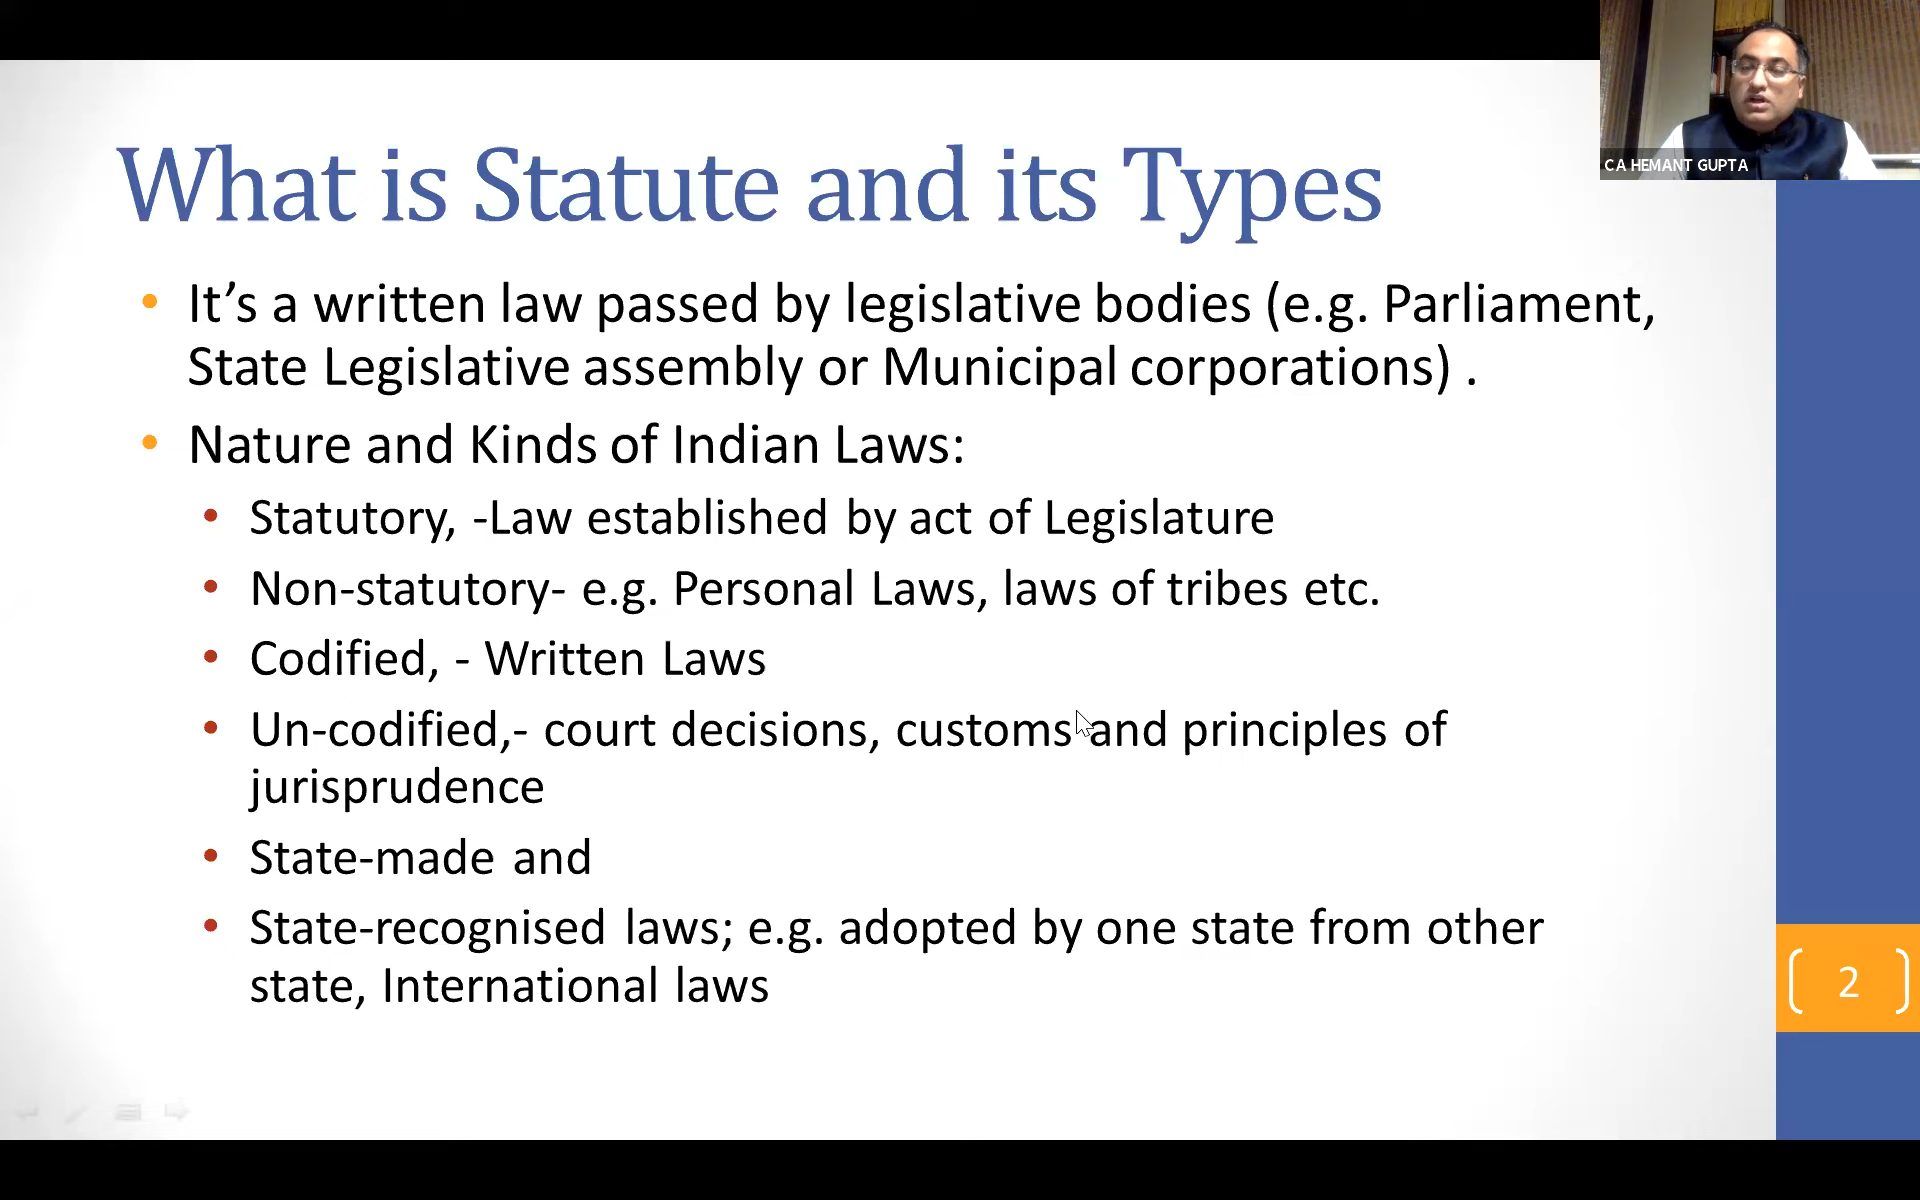 CA HEMANT GUPTA
What is Statute and its Types
• It’s a written law passed by legislative bodies (e.g. Parliament,
State Legislative assembly or Municipal corporations) .
• Nature and Kinds of Indian Laws:
• Statutory, -Law established by act of Legislature
• Non-statutory- e.g. Personal Laws, laws of tribes etc.
• Codified, - Written Laws
• Un-codified,- court decisions, customs and principles of
jurisprudence
• State-made and
• State-recognised laws; e.g. adopted by one state from other
state, International laws
2